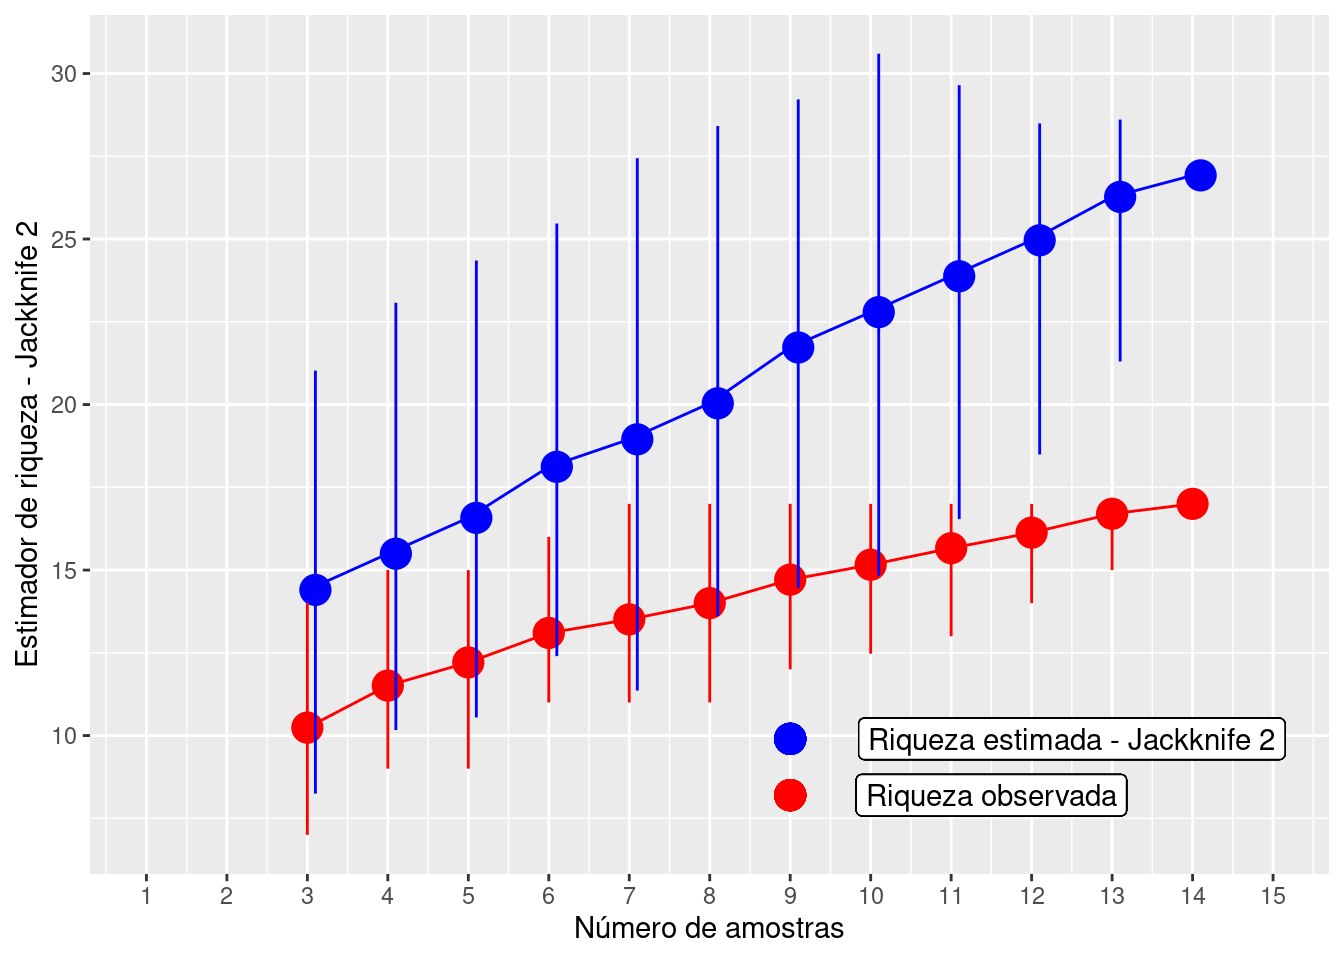 Estimador de riqueza - Jackknife 2
30
25
20
15
10
Riqueza estimada - Jackknife 2
Riqueza observada
1 2 3 4 5 6 7 8 9 10 11 12 13 14 15
Número de amostras